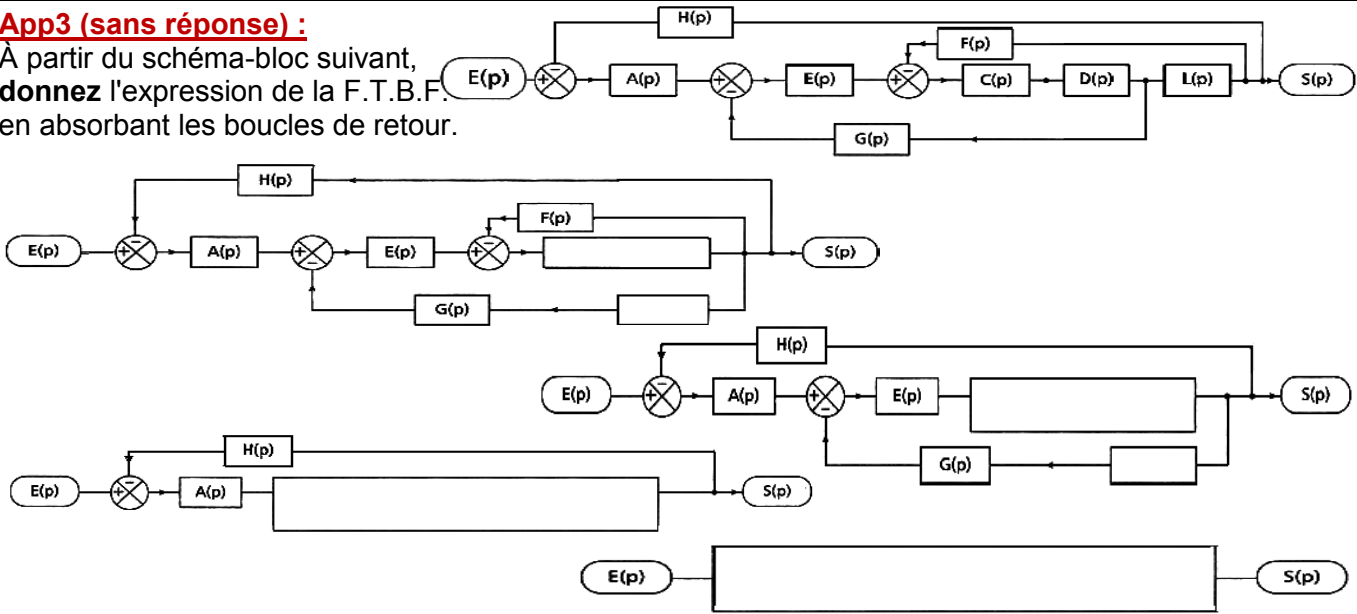 App3 (sans réponse) :
À partir du schéma-bloc suivant,
donnez l'expression de la F.T.B.F.
en absorbant les boucles de retour.
H(p)
F(p)
E(p) + − A(p) + − E(p) + − C(p) D(p) L(p) S(p)
G(p)
H(p)
F(p)
E(p) + − A(p) + − E(p) + − S(p)
G(p)
H(p)
E(p) + − A(p) + − E(p) S(p)
G(p)
H(p)
E(p) + − A(p) S(p)
E(p) S(p)